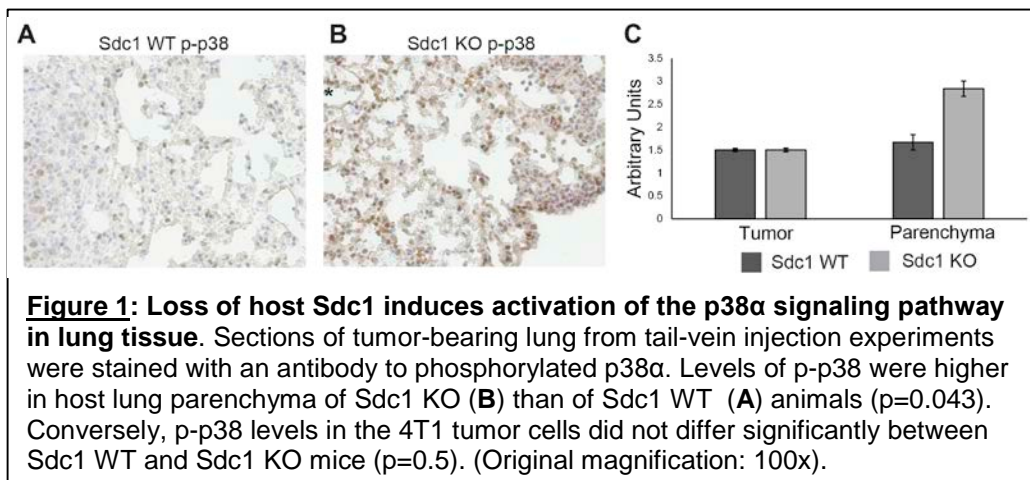 A
Sdc1 WT p-p38
B
Sdc1 KO p-p38
C
*
Arbitrary Units
3.5
3
2.5
2
1.5
1
0.5
0
Tumor Parenchyma
Sdc1 WT Sdc1 KO
Figure 1: Loss of host Sdc1 induces activation of the p38α signaling pathway
in lung tissue. Sections of tumor-bearing lung from tail-vein injection experiments
were stained with an antibody to phosphorylated p38α. Levels of p-p38 were higher
in host lung parenchyma of Sdc1 KO (B) than of Sdc1 WT (A) animals (p=0.043).
Conversely, p-p38 levels in the 4T1 tumor cells did not differ significantly between
Sdc1 WT and Sdc1 KO mice (p=0.5). (Original magnification: 100x).